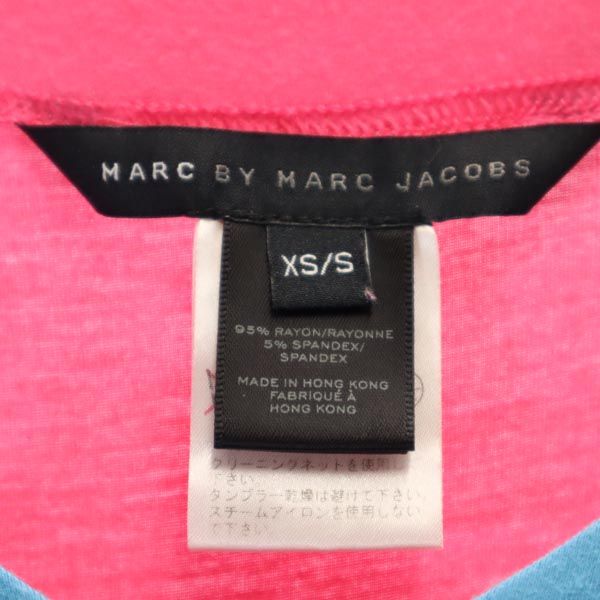 MARC BY MARC JACOBS
XS/S
95% RAYON/RAYONNE
5% SPANDEX/
SPANDEX
MADE IN HONG KONG
FABRIQUÉ À
HONG KONG
クリーニングネットを使用
下さい。
タンブラー乾燥は避けて下さい。
スチームアイロンを使用しない
で下さい。